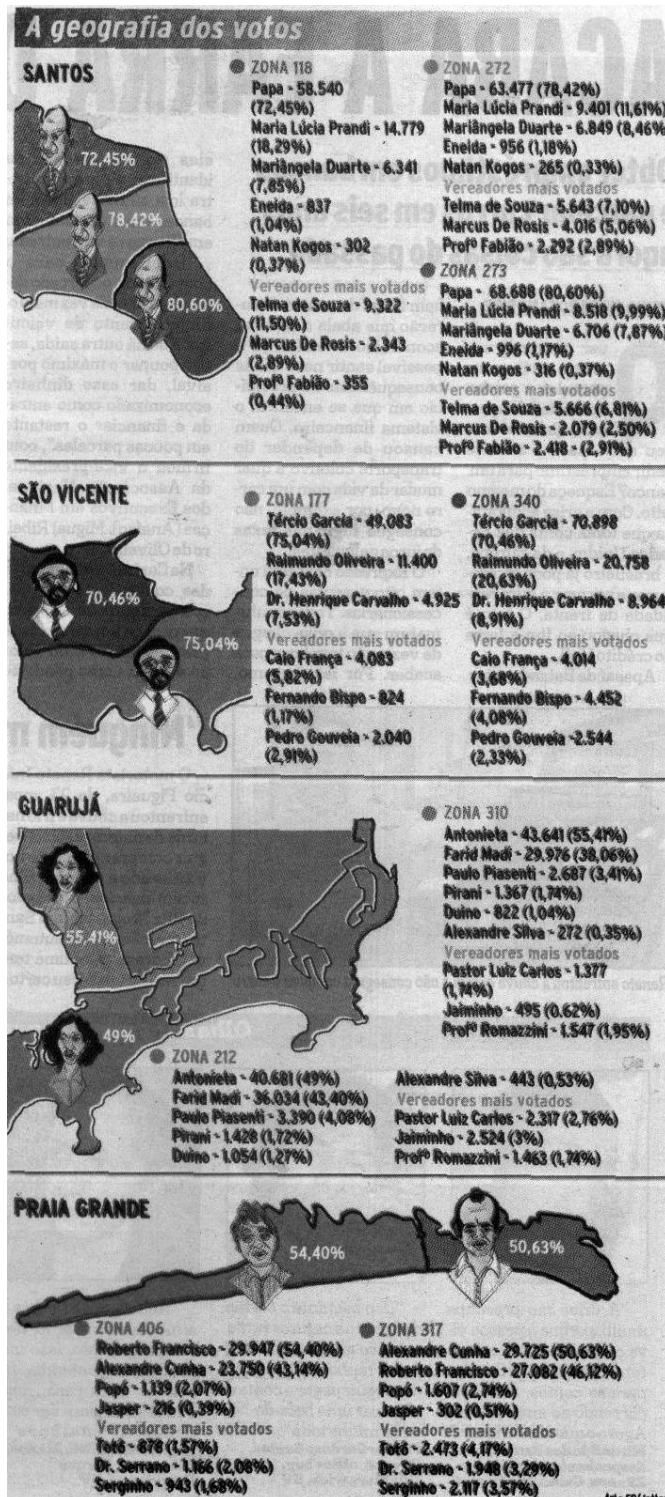 A geografia dos votos
SANTOS
72,45%
78,42%
80,60%
ZONA 118
Papa - 58.540
(72,45%)
Maria Lúcia Prandi - 14.779
(18,29%)
Mariângela Duarte - 6.341
(7,85%)
Eneida - 837
(1,04%)
Natan Kogos - 302
(0,37%)
Vereadores mais votados
Telma de Souza - 9.322
(11,50%)
Marcus De Rosis - 2.343
(2,89%)
Profº Fabião - 355
(0,44%)
ZONA 272
Papa - 63.477 (78,42%)
Maria Lúcia Prandi - 9.401 (11,61%)
Mariângela Duarte - 6.849 (8,46%
Eneida - 956 (1,18%)
Natan Kogos - 265 (0,33%)
Vereadores mais votados
Telma de Souza - 5.643 (7,10%)
Marcus De Rosis - 4.016 (5,06%)
Profº Fabião - 2.292 (2,89%)
ZONA 273
Papa - 68.688 (80,60%)
Maria Lúcia Prandi - 8.518 (9,99%)
Mariângela Duarte - 6.706 (7,87%)
Eneida - 996 (1,17%)
Natan Kogos - 316 (0,37%)
Vereadores mais votados
Telma de Souza - 5.666 (6,81%)
Marcus De Rosis - 2.079 (2,50%)
Profº Fabião - 2.418 - (2,91%)
SÃO VICENTE
70,46%
75,04%
ZONA 177
Tércio Garcia - 49.083
(75,04%)
Raimundo Oliveira - 11.400
(17,43%)
Dr. Henrique Carvalho - 4.925
(7,53%)
Vereadores mais votados
Caio França - 4.083
(5,82%)
Fernando Bispo - 824
(1,17%)
Pedro Gouveia - 2.040
(2,91%)
ZONA 340
Tércio Garcia - 70.898
(70,46%)
Raimundo Oliveira - 20.758
(20,63%)
Dr. Henrique Carvalho - 8.964
(8,91%)
Vereadores mais votados
Caio França - 4.014
(3,68%)
Fernando Bispo - 4.452
(4,08%)
Pedro Gouveia -2.544
(2,33%)
GUARUJÁ
55,41%
49%
ZONA 310
Antonieta - 43.641 (55,41%)
Farid Madi - 29.976 (38,06%)
Paulo Piasenti - 2.687 (3,41%)
Pirani - 1.367 (1,74%)
Duino - 822 (1,04%)
Alexandre Silva - 272 (0,35%)
Vereadores mais votados
Pastor Luiz Carlos - 1.377
(1,74%)
Jaiminho - 495 (0,62%)
Profº Romazzini - 1.547 (1,95%)
ZONA 212
Antonieta - 40.681 (49%)
Farid Madi - 36.034 (43,40%)
Paulo Piasenti - 3.390 (4,08%)
Pirani - 1.428 (1,72%)
Duino - 1.054 (1,27%)
Alexandre Silva - 443 (0,53%)
Vereadores mais votados
Pastor Luiz Carlos - 2.317 (2,76%)
Jaiminho - 2.524 (3%)
Profº Romazzini - 1.463 (1,74%)
PRAIA GRANDE
54,40%
50,63%
ZONA 406
Roberto Francisco - 29.947 (54,40%)
Alexandre Cunha - 23.750 (43,14%)
Popó - 1.139 (2,07%)
Jasper - 216 (0,39%)
Vereadores mais votados
Totô - 878 (1,57%)
Dr. Serrano - 1.166 (2,08%)
Serginho - 943 (1,68%)
ZONA 317
Alexandre Cunha - 29.725 (50,63%)
Roberto Francisco - 27.082 (46,12%)
Popó - 1.607 (2,74%)
Jasper - 302 (0,51%)
Vereadores mais votados
Totô - 2.473 (4,17%)
Dr. Serrano - 1.948 (3,29%)
Serginho - 2.117 (3,57%)